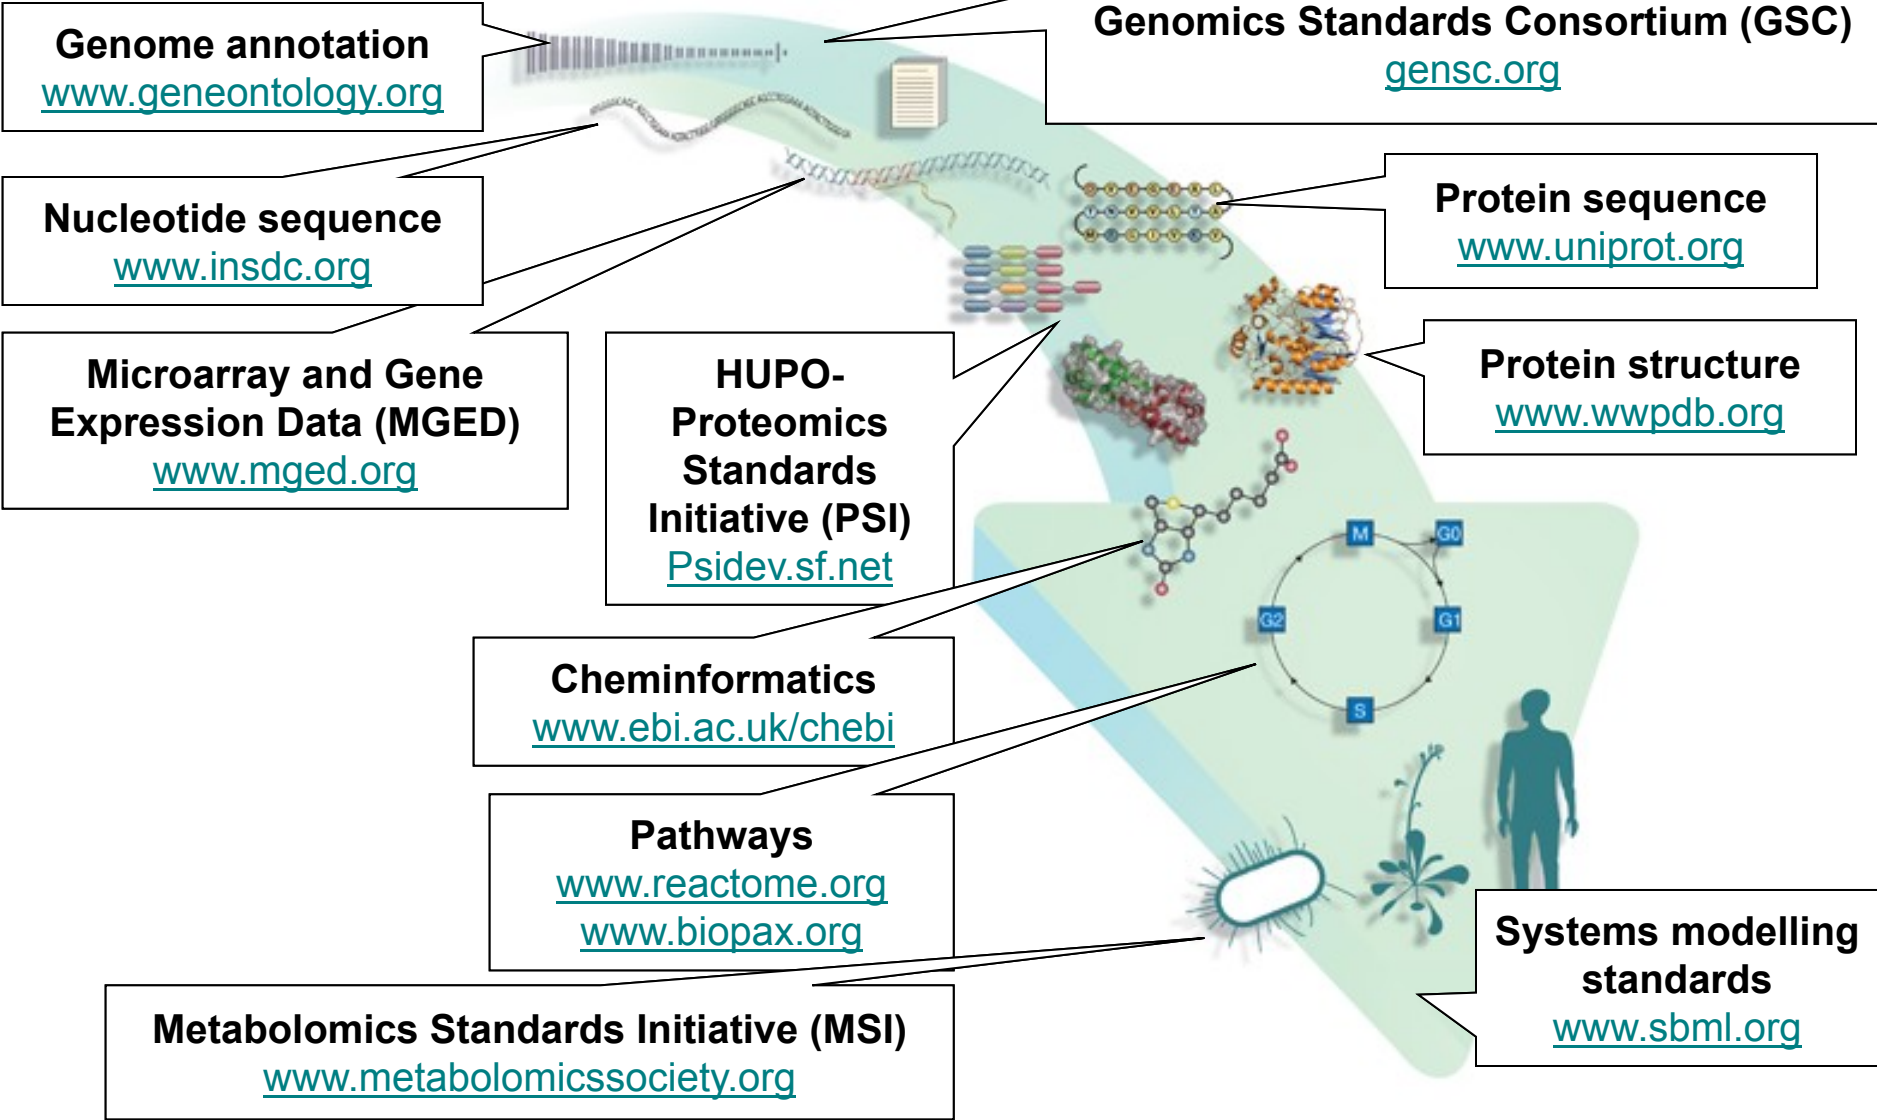 Genome annotation
www.geneontology.org
Genomics Standards Consortium (GSC)
gensc.org
Nucleotide sequence
www.insdc.org
Protein sequence
www.uniprot.org
Microarray and Gene
Expression Data (MGED)
www.mged.org
HUPO-
Proteomics
Standards
Initiative (PSI)
Psidev.sf.net
Protein structure
www.wwpdb.org
M
G0
G2
G1
S
Cheminformatics
www.ebi.ac.uk/chebi
Pathways
www.reactome.org
www.biopax.org
Systems modelling
standards
www.sbml.org
Metabolomics Standards Initiative (MSI)
www.metabolomicssociety.org